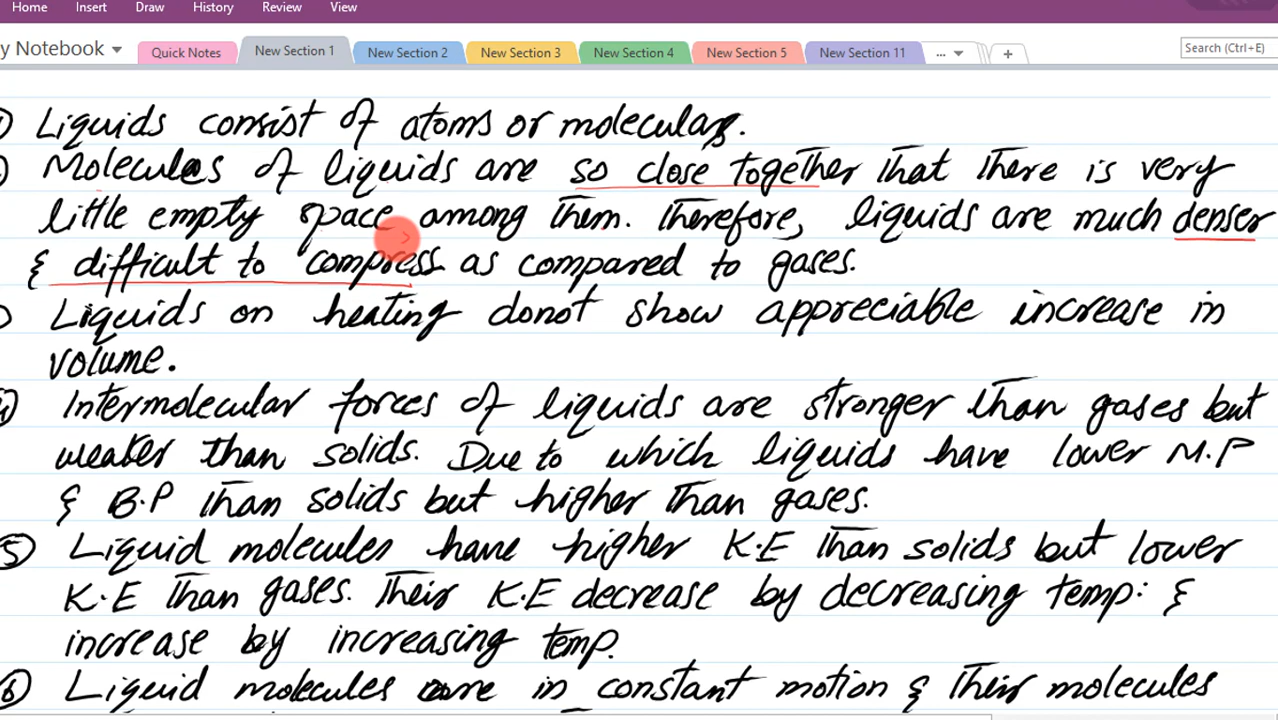 Home Insert Draw History Review View
y Notebook Quick Notes New Section 1 New Section 2 New Section 3 New Section 4 New Section 5 New Section 11 ... + Search (Ctrl+E)
Liquids consist of atoms or molecules.
Molecules of liquids are so close together that there is very
little empty space among them. Therefore, liquids are much denser
& difficult to compress as compared to gases.
Liquids on heating donot show appreciable increase in
volume.
4) Intermolecular forces of liquids are stronger than gases but
weaker than solids. Due to which liquids have lower M.P
& B.P than solids but higher than gases.
5) Liquid molecules have higher K.E than solids but lower
K.E than gases. Their K.E decrease by decreasing temp: &
increase by increasing temp.
6) Liquid molecules are in constant motion & their molecules